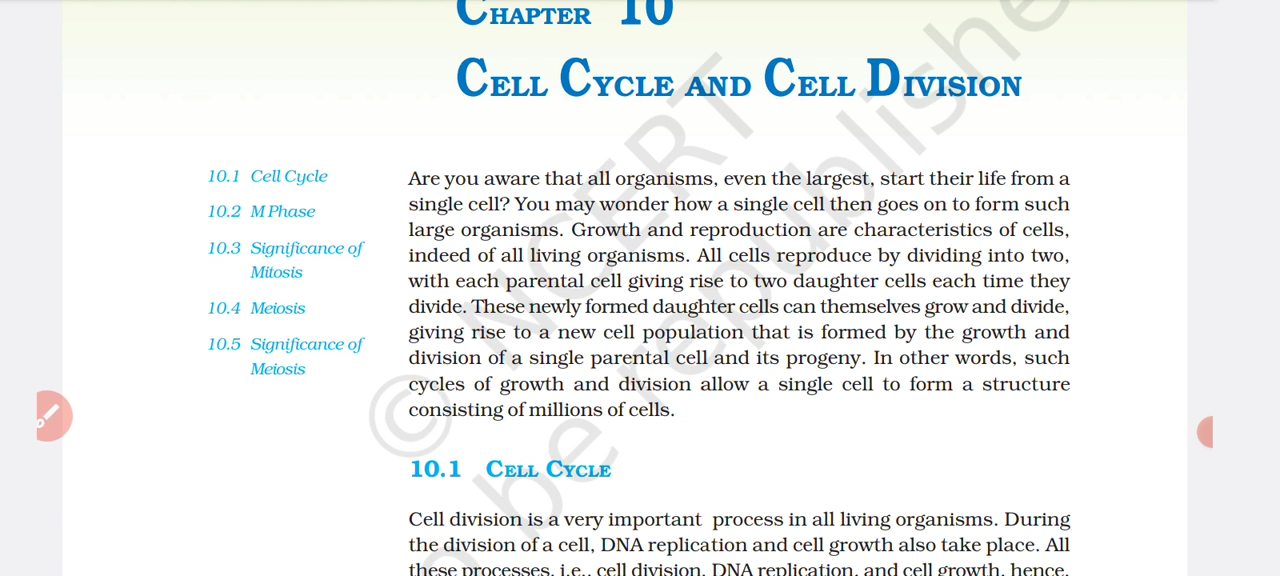 CHAPTER 10
CELL CYCLE AND CELL DIVISION
10.1 Cell Cycle
10.2 M Phase
10.3 Significance of
Mitosis
10.4 Meiosis
10.5 Significance of
Meiosis
Are you aware that all organisms, even the largest, start their life from a
single cell? You may wonder how a single cell then goes on to form such
large organisms. Growth and reproduction are characteristics of cells,
indeed of all living organisms. All cells reproduce by dividing into two,
with each parental cell giving rise to two daughter cells each time they
divide. These newly formed daughter cells can themselves grow and divide,
giving rise to a new cell population that is formed by the growth and
division of a single parental cell and its progeny. In other words, such
cycles of growth and division allow a single cell to form a structure
consisting of millions of cells.
10.1 CELL CYCLE
Cell division is a very important process in all living organisms. During
the division of a cell, DNA replication and cell growth also take place. All
these processes, i.e., cell division, DNA replication, and cell growth, hence,
© NCERT
be republishe